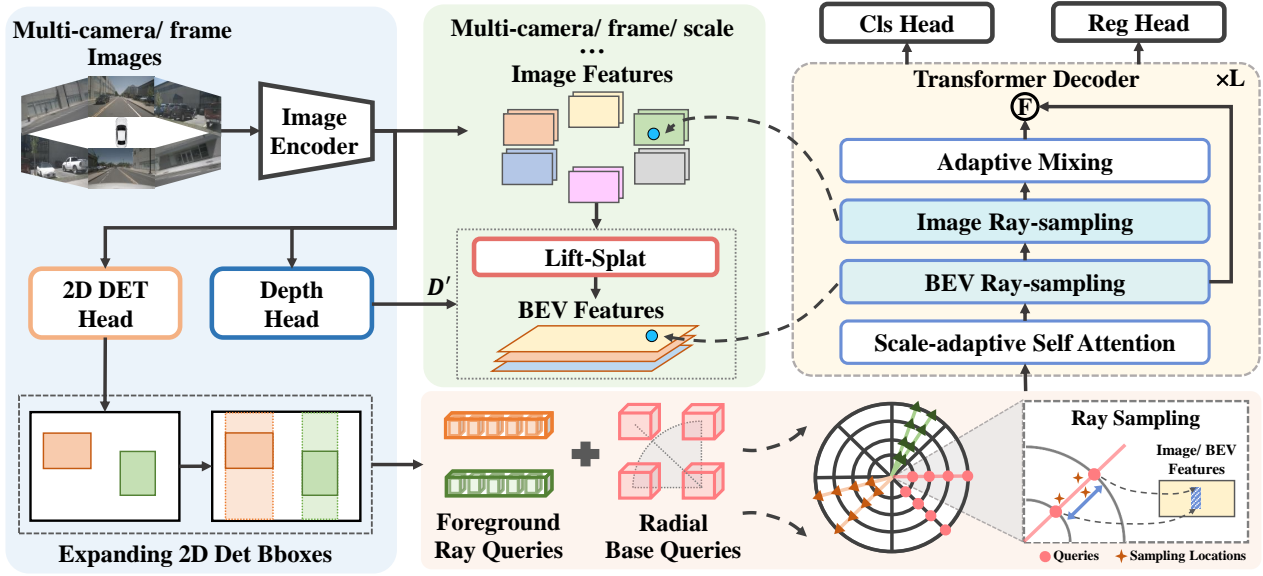 Multi-camera/ frame
Images
Image
Encoder
2D DET
Head
Depth
Head
D′
Expanding 2D Det Bboxes
Multi-camera/ frame/ scale
...
Image Features
Lift-Splat
BEV Features
Cls Head
Reg Head
Transformer Decoder
×L
F
Adaptive Mixing
Image Ray-sampling
BEV Ray-sampling
Scale-adaptive Self Attention
Foreground
Ray Queries
Radial
Base Queries
Ray Sampling
Image/ BEV
Features
Queries
Sampling Locations